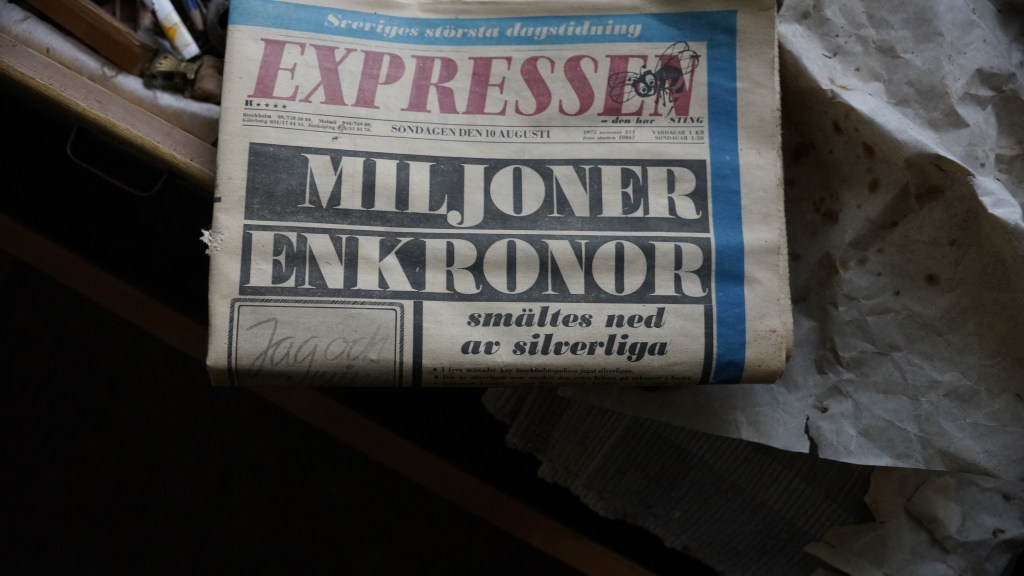 Sveriges största dagstidning
EXPRESSEN
– den har STING
R★★★★
SÖNDAGEN DEN 10 AUGUSTI
MILJONER
ENKRONOR
smältes ned
av silverliga
Jag och